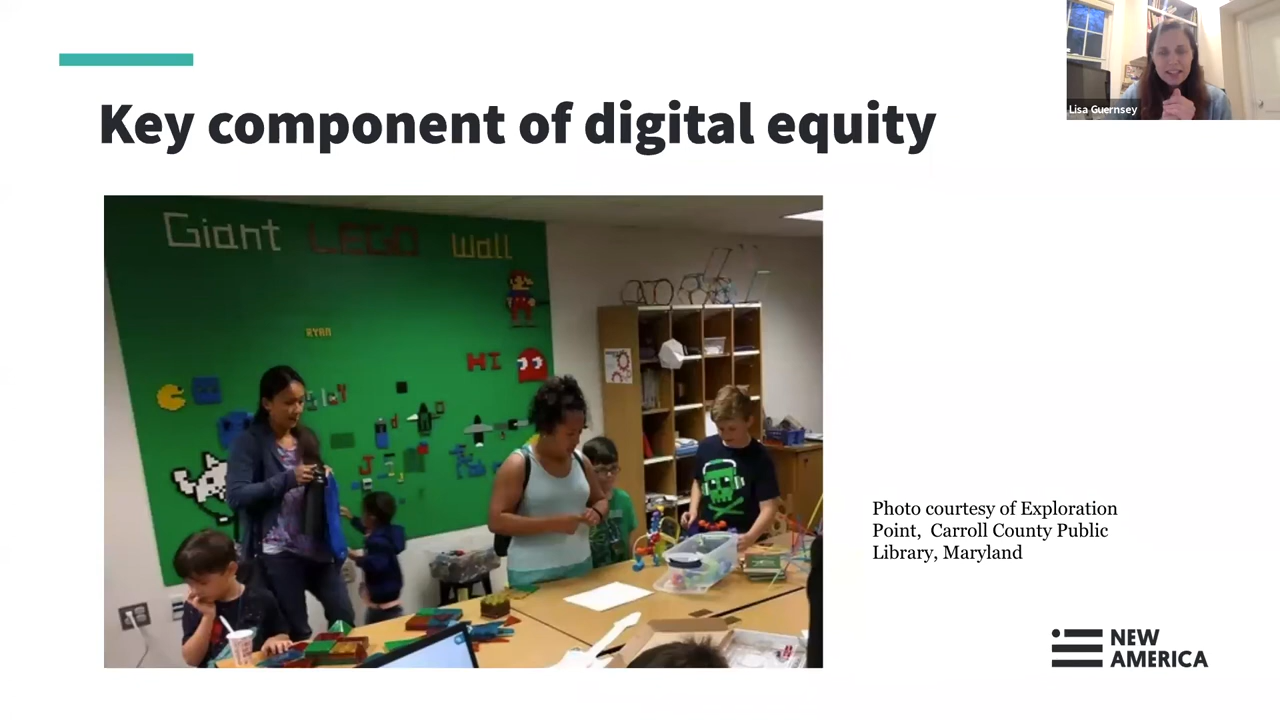 Lisa Guernsey
Key component of digital equity
Giant LEGO Wall
RYAN
HI
Photo courtesy of Exploration
Point, Carroll County Public
Library, Maryland
NEW
AMERICA